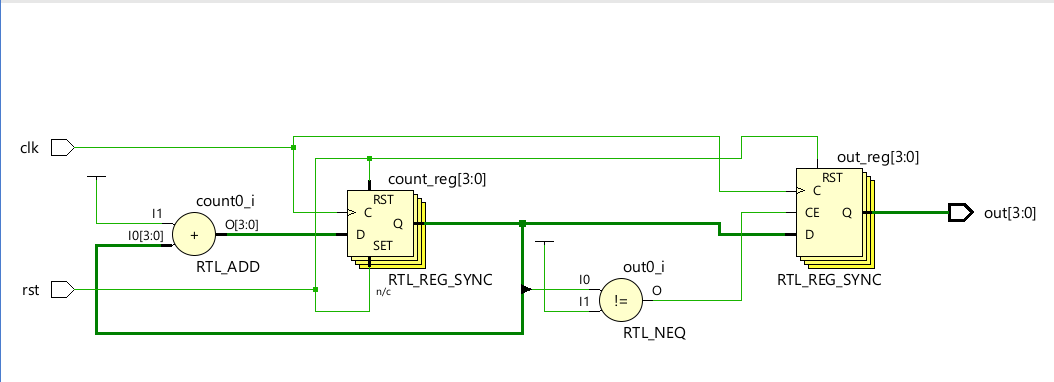 clk
rst
count0_i
I1
I0[3:0]
+
O[3:0]
RTL_ADD
count_reg[3:0]
RST
C
Q
D
SET
RTL_REG_SYNC
n/c
out0_i
I0
I1
!=
O
RTL_NEQ
out_reg[3:0]
RST
C
CE
Q
D
RTL_REG_SYNC
out[3:0]